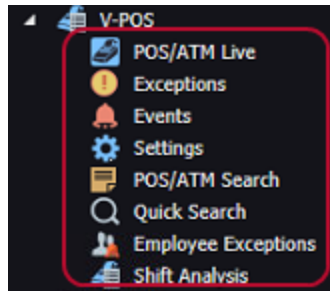 V-POS
POS/ATM Live
Exceptions
Events
Settings
POS/ATM Search
Quick Search
Employee Exceptions
Shift Analysis